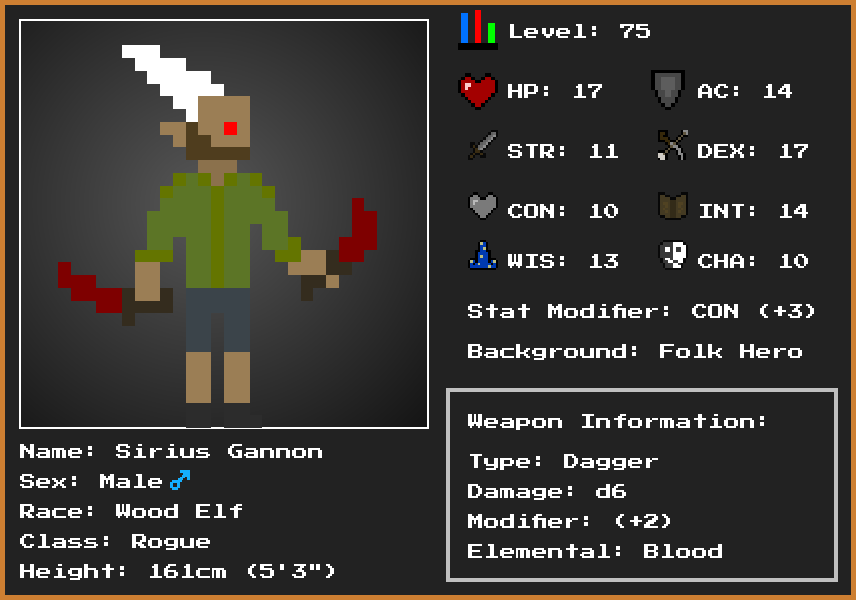 Level: 75
HP: 17
AC: 14
STR: 11
DEX: 17
CON: 10
INT: 14
WIS: 13
CHA: 10
Stat Modifier: CON (+3)
Background: Folk Hero
Weapon Information:
Type: Dagger
Damage: d6
Modifier: (+2)
Elemental: Blood
Name: Sirius Gannon
Sex: Male♂
Race: Wood Elf
Class: Rogue
Height: 161cm (5'3")